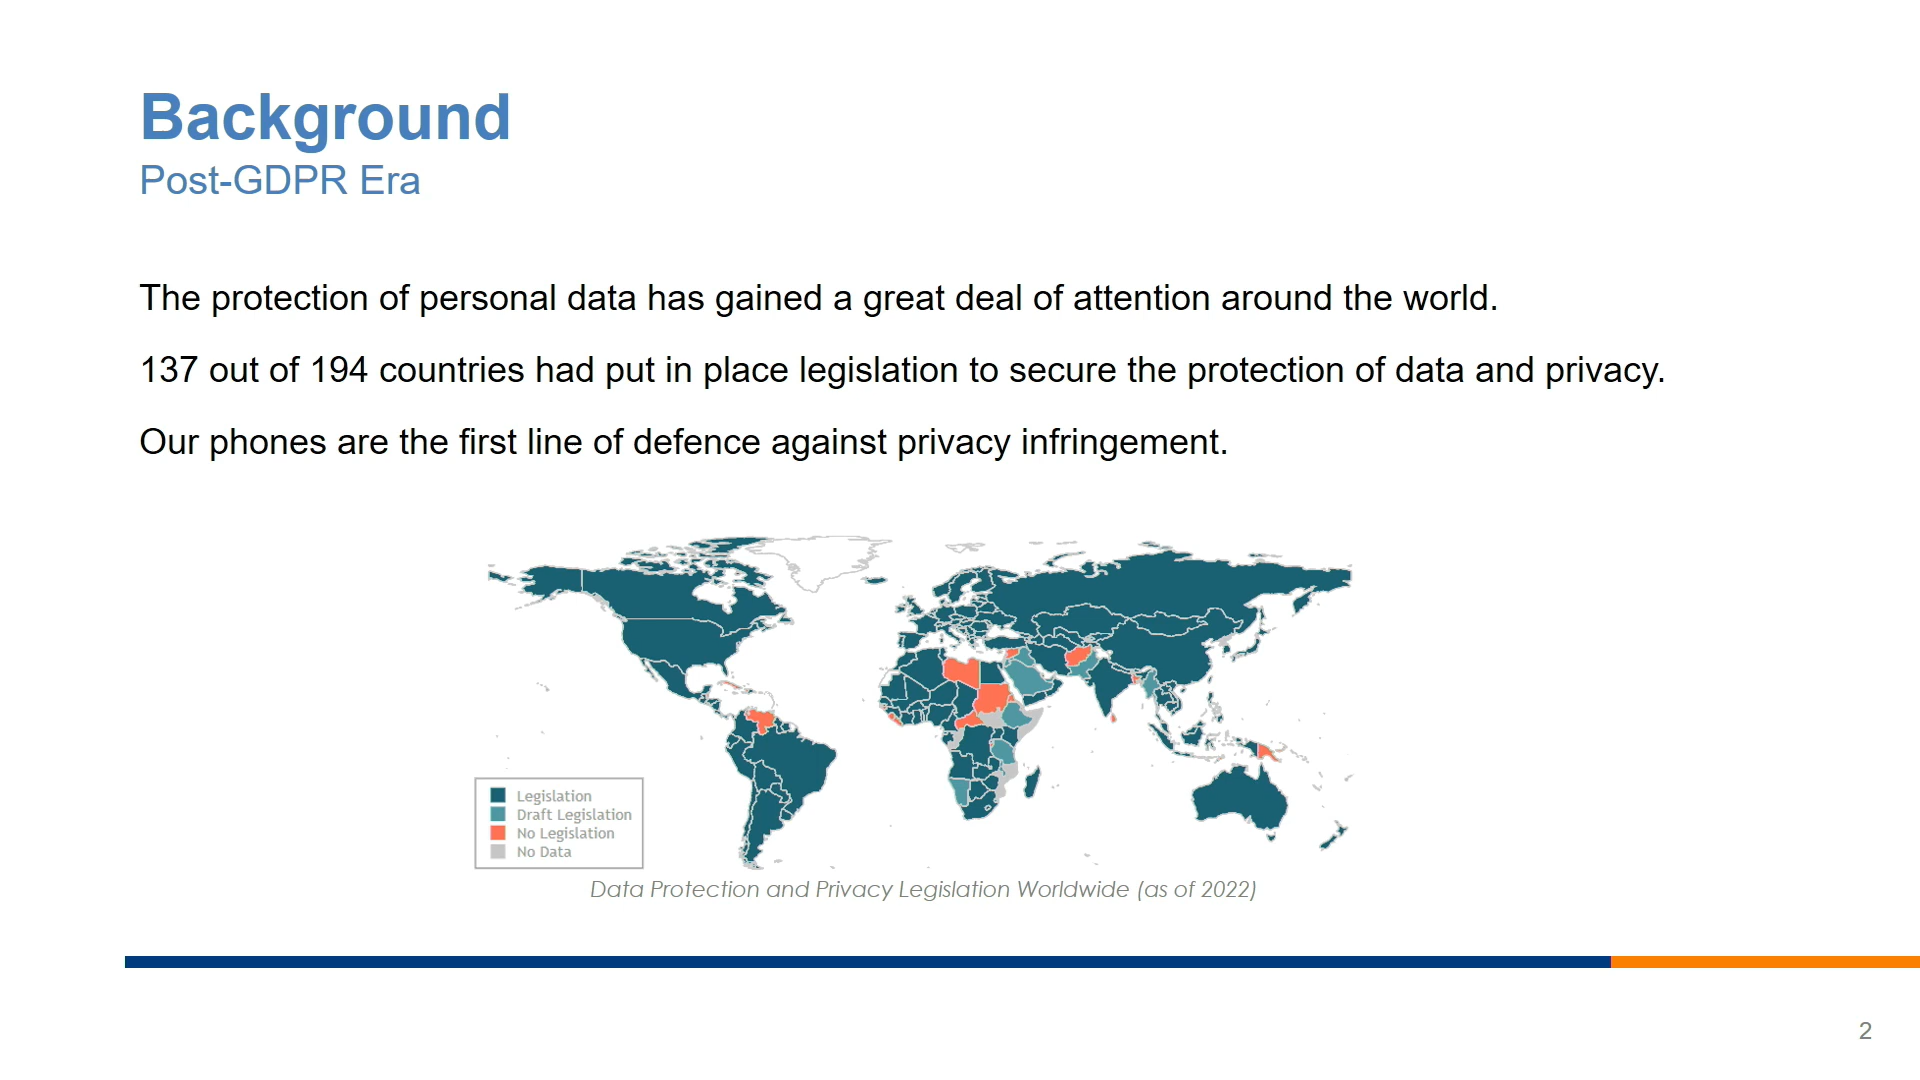 Background
Post-GDPR Era
The protection of personal data has gained a great deal of attention around the world.
137 out of 194 countries had put in place legislation to secure the protection of data and privacy.
Our phones are the first line of defence against privacy infringement.
Legislation
Draft Legislation
No Legislation
No Data
Data Protection and Privacy Legislation Worldwide (as of 2022)
2